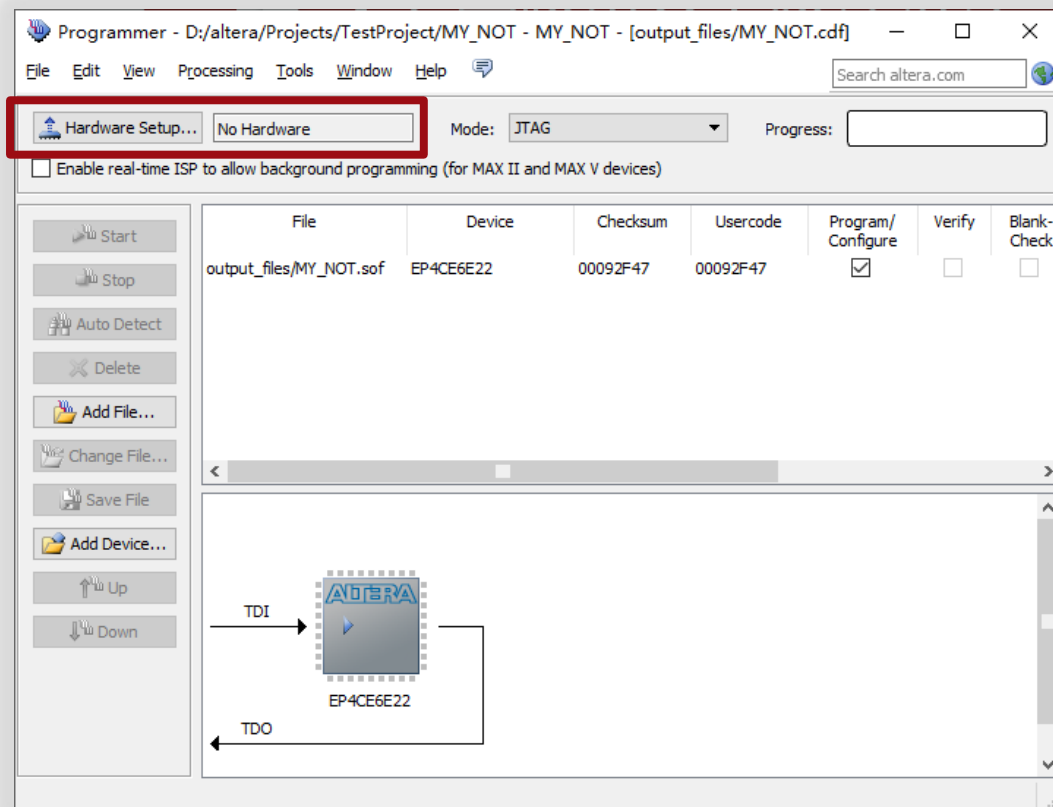 Programmer - D:/altera/Projects/TestProject/MY_NOT - MY_NOT - [output_files/MY_NOT.cdf]
File Edit View Processing Tools Window Help Search altera.com
Hardware Setup... No Hardware Mode: JTAG Progress:
Enable real-time ISP to allow background programming (for MAX II and MAX V devices)
File Device Checksum Usercode Program/ Verify Blank-
Configure Check
output_files/MY_NOT.sof EP4CE6E22 00092F47 00092F47
Start
Stop
Auto Detect
Delete
Add File...
Change File...
Save File
Add Device...
Up
Down
ALTERA
TDI
EP4CE6E22
TDO